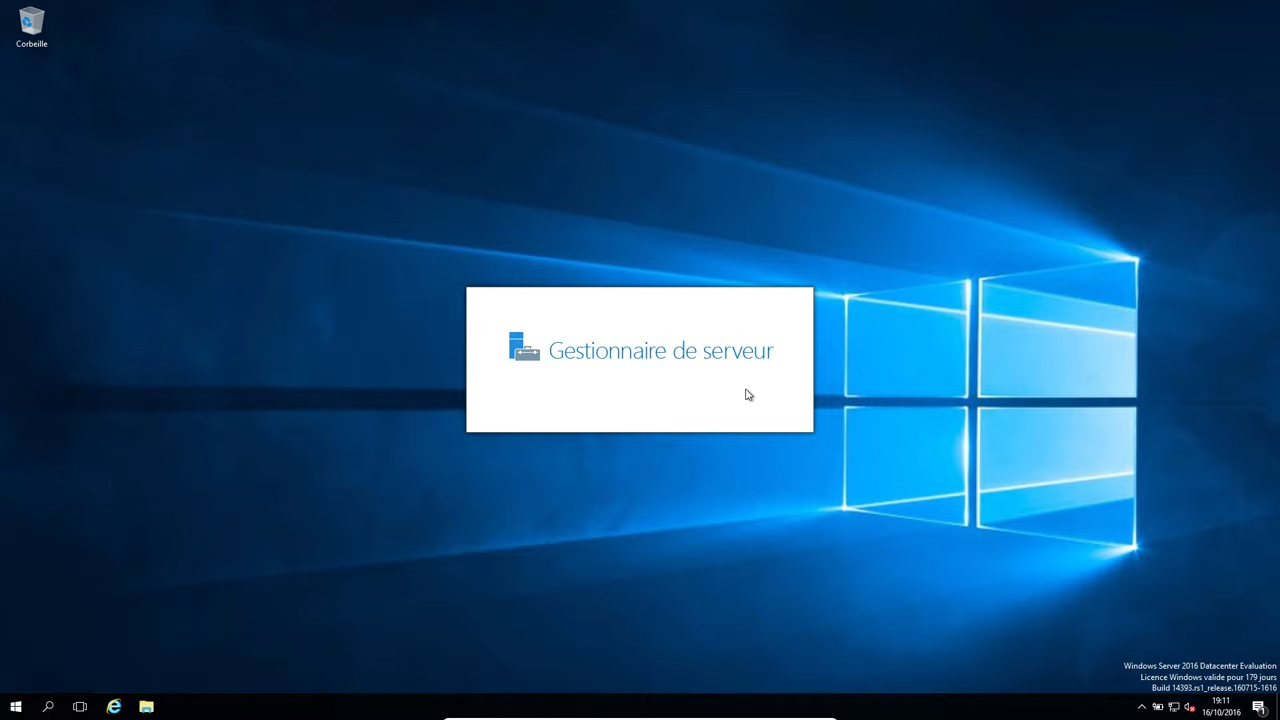 Corbeille
Gestionnaire de serveur
Windows Server 2016 Datacenter Evaluation
Licence Windows valide pour 179 jours
Build 14393.rs1_release.160715-1616
19:11
16/10/2016
1